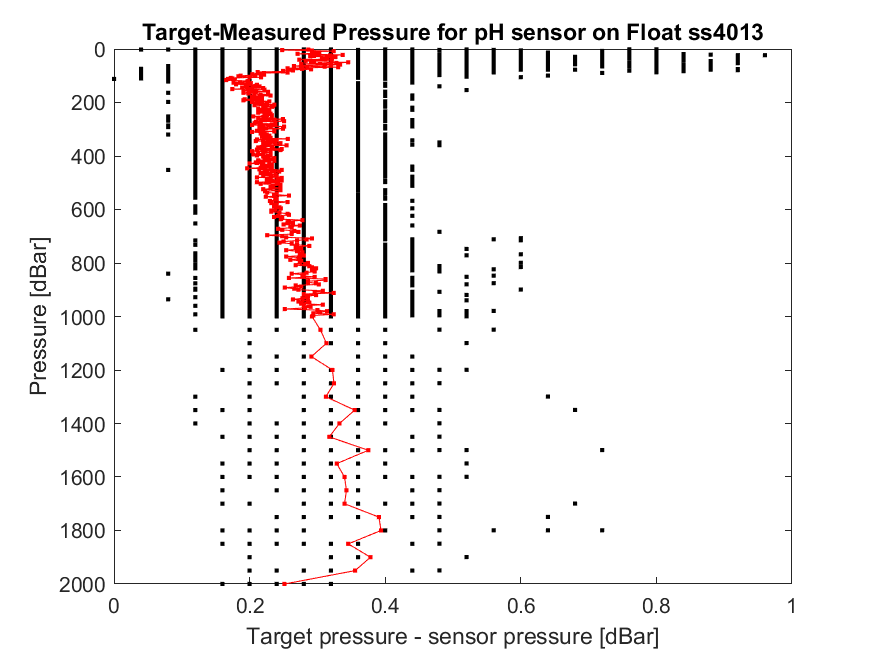 Target-Measured Pressure for pH sensor on Float ss4013
0
200
400
600
800
1000
1200
1400
1600
1800
2000
Pressure [dBar]
0 0.2 0.4 0.6 0.8 1
Target pressure - sensor pressure [dBar]